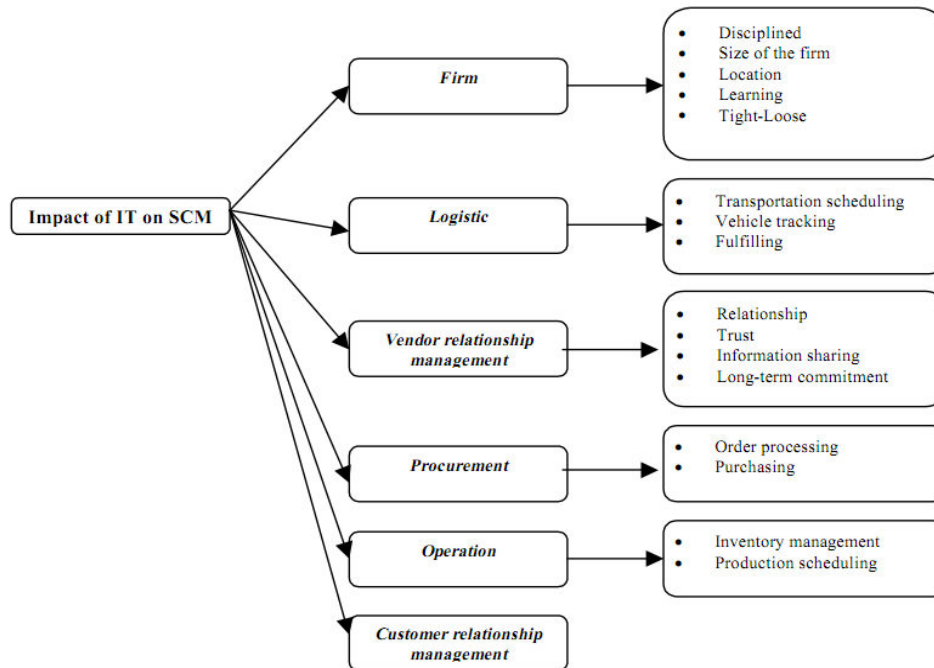 Firm
• Disciplined
• Size of the firm
• Location
• Learning
• Tight-Loose
Impact of IT on SCM
Logistic
• Transportation scheduling
• Vehicle tracking
• Fulfilling
Vendor relationship
management
• Relationship
• Trust
• Information sharing
• Long-term commitment
Procurement
• Order processing
• Purchasing
Operation
• Inventory management
• Production scheduling
Customer relationship
management